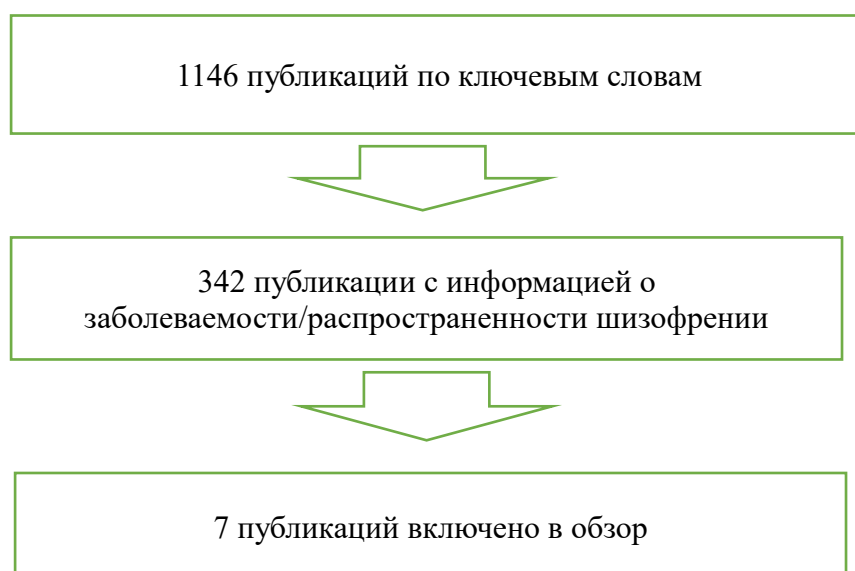 1146 публикаций по ключевым словам
342 публикации с информацией о
заболеваемости/распространенности шизофрении
7 публикаций включено в обзор